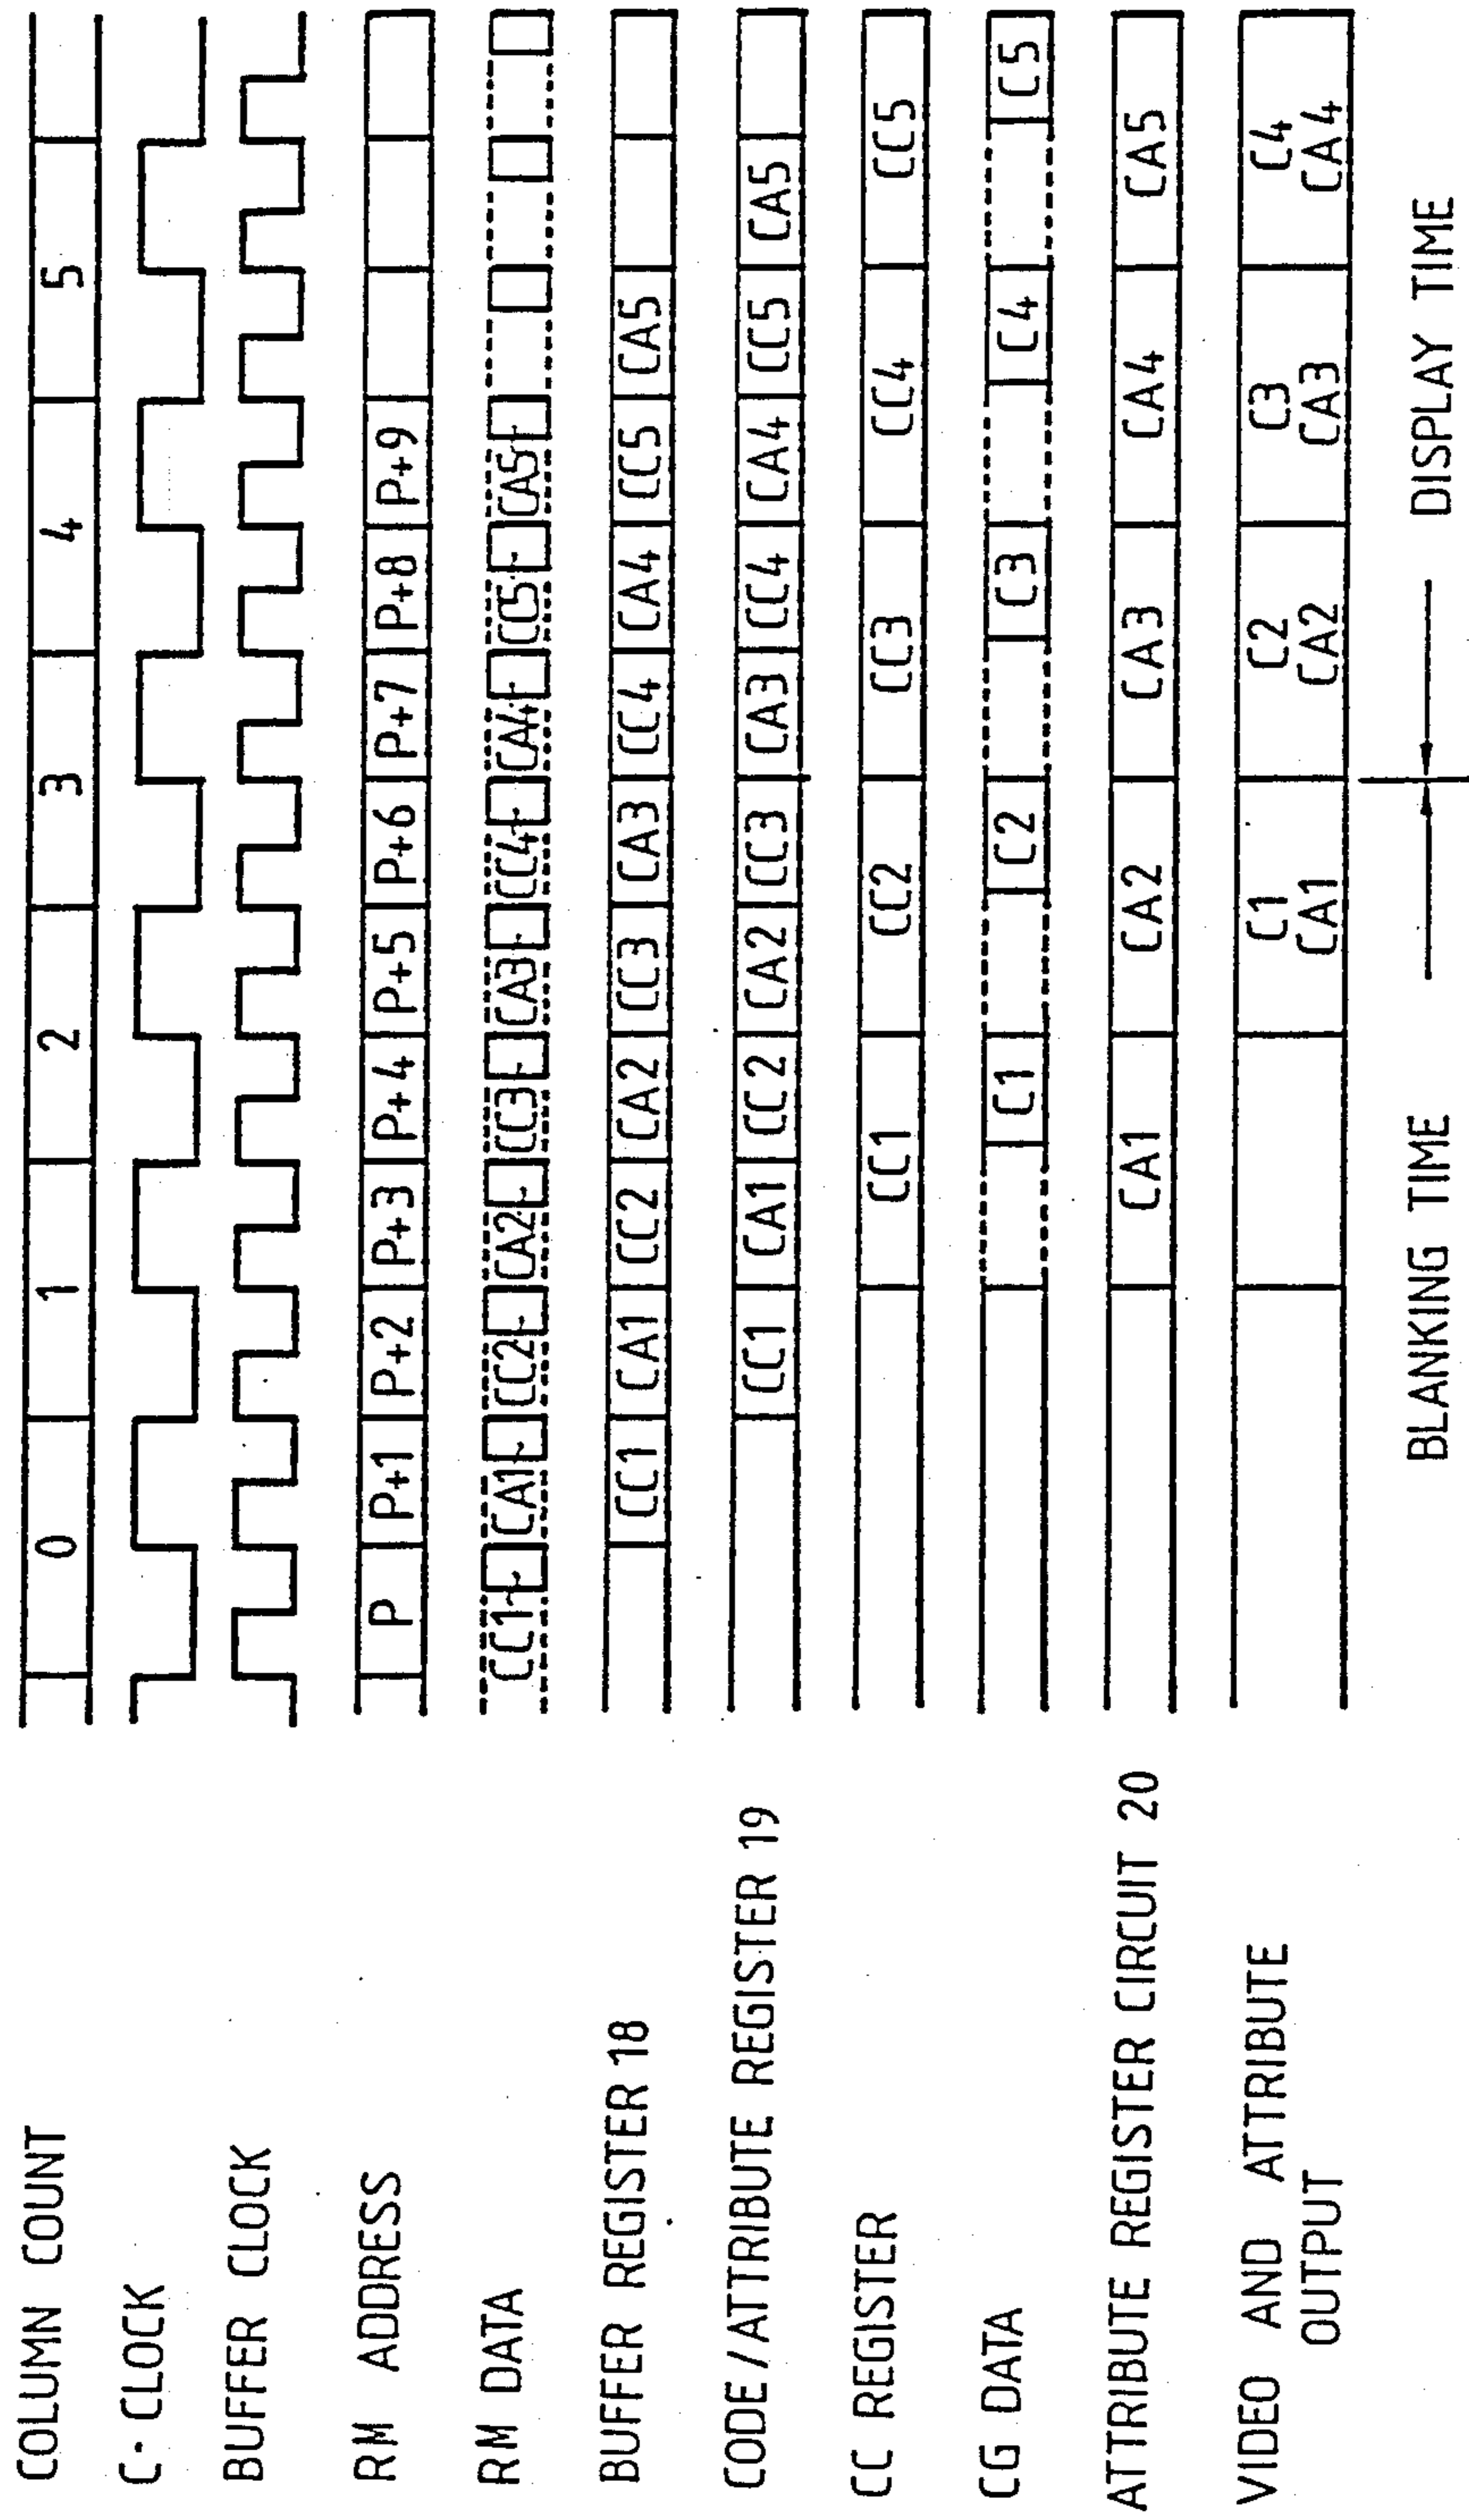 COLUMN COUNT 0 1 2 3 4 5
C·CLOCK
BUFFER CLOCK
RM ADDRESS P P+1 P+2 P+3 P+4 P+5 P+6 P+7 P+8 P+9
RM DATA CC1 CA1 CC2 CA2 CC3 CA3 CC4 CA4 CC5 CA5
BUFFER REGISTER 18 CC1 CA1 CC2 CA2 CC3 CA3 CC4 CA4 CC5 CA5
CODE/ATTRIBUTE REGISTER 19 CC1 CA1 CC2 CA2 CC3 CA3 CC4 CA4 CC5 CA5
CC REGISTER CC1 CC2 CC3 CC4 CC5
CG DATA C1 C2 C3 C4 C5
ATTRIBUTE REGISTER CIRCUIT 20 CA1 CA2 CA3 CA4 CA5
VIDEO AND ATTRIBUTE C1 C2 C3 C4
OUTPUT CA1 CA2 CA3 CA4
BLANKING TIME DISPLAY TIME